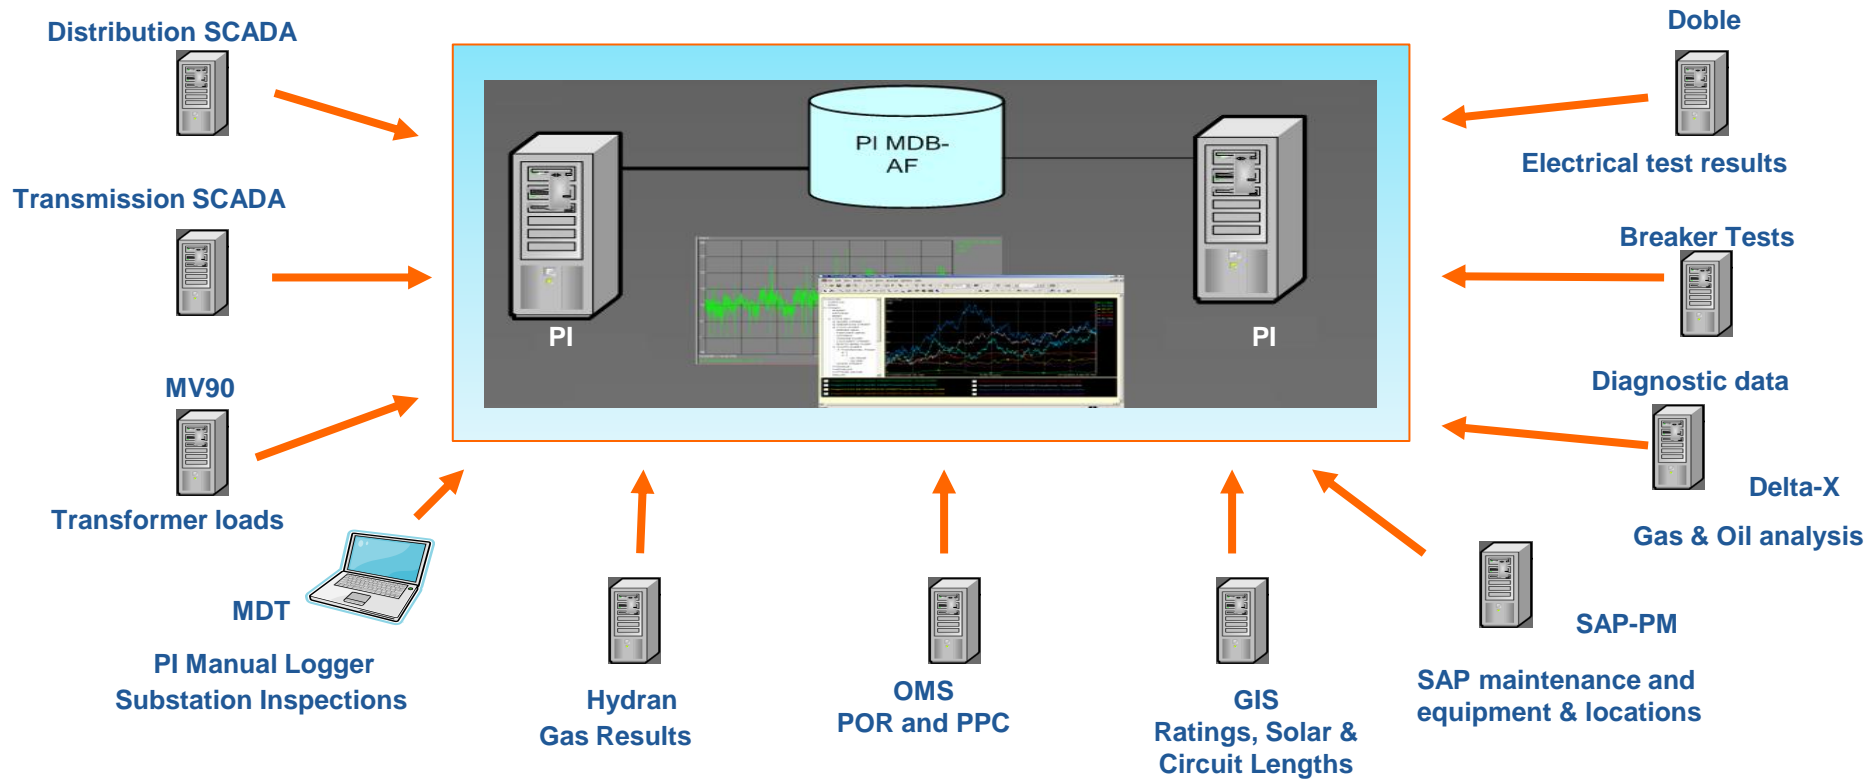 Distribution SCADA
Doble
PI MDB-
AF
Electrical test results
Transmission SCADA
Breaker Tests
PI
PI
MV90
Diagnostic data
Transformer loads
Delta-X
Gas & Oil analysis
MDT
SAP-PM
PI Manual Logger
Substation Inspections
Hydran
Gas Results
OMS
POR and PPC
GIS
Ratings, Solar &
Circuit Lengths
SAP maintenance and
equipment & locations